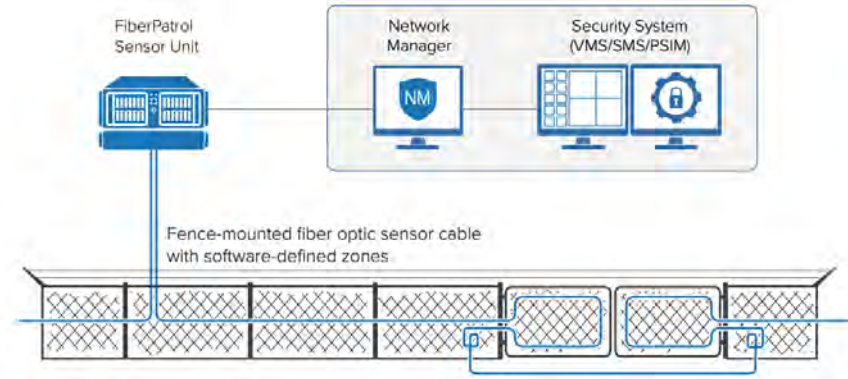 FiberPatrol
Sensor Unit
Network
Manager
Security System
(VMS/SMS/PSIM)
NM
Fence-mounted fiber optic sensor cable
with software-defined zones